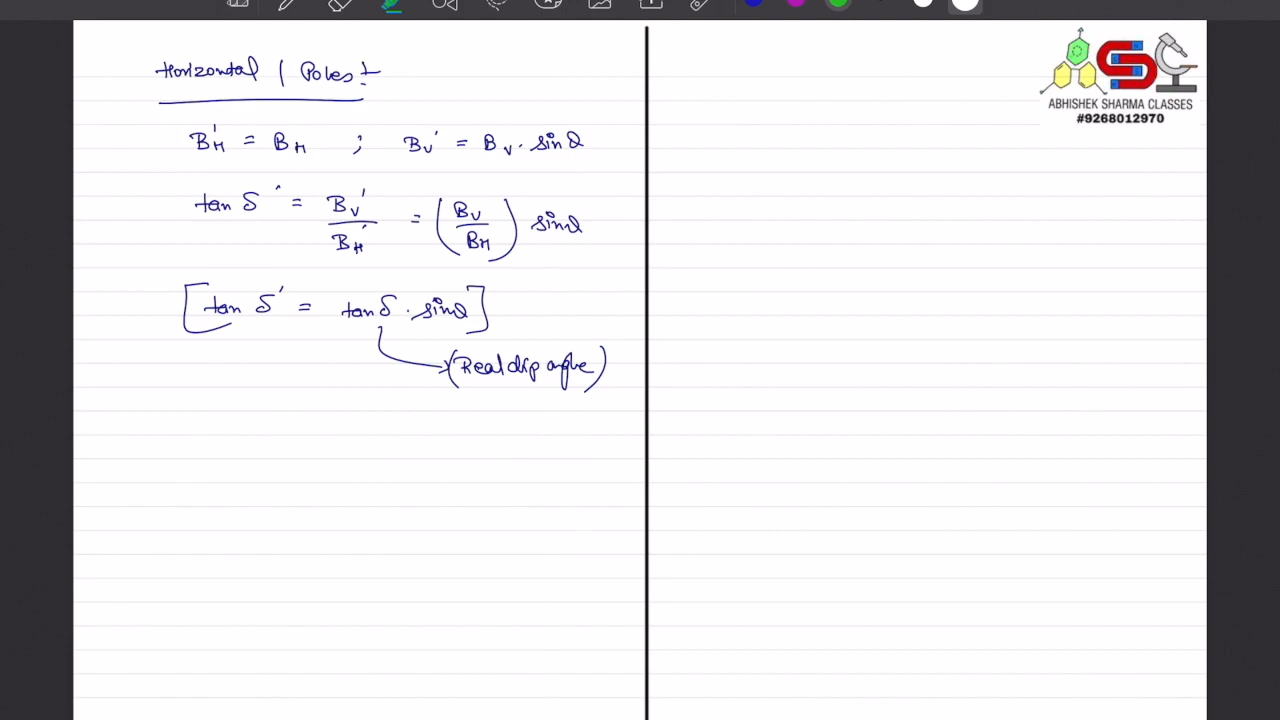 Horizontal / Poles:-
B'H = BH ; Bv' = Bv. sinθ
tan δ' = Bv'/BH' = (Bv/BH) sinθ
[tan δ' = tan δ . sinθ]
(Real dip angle)
ABHISHEK SHARMA CLASSES
#9268012970